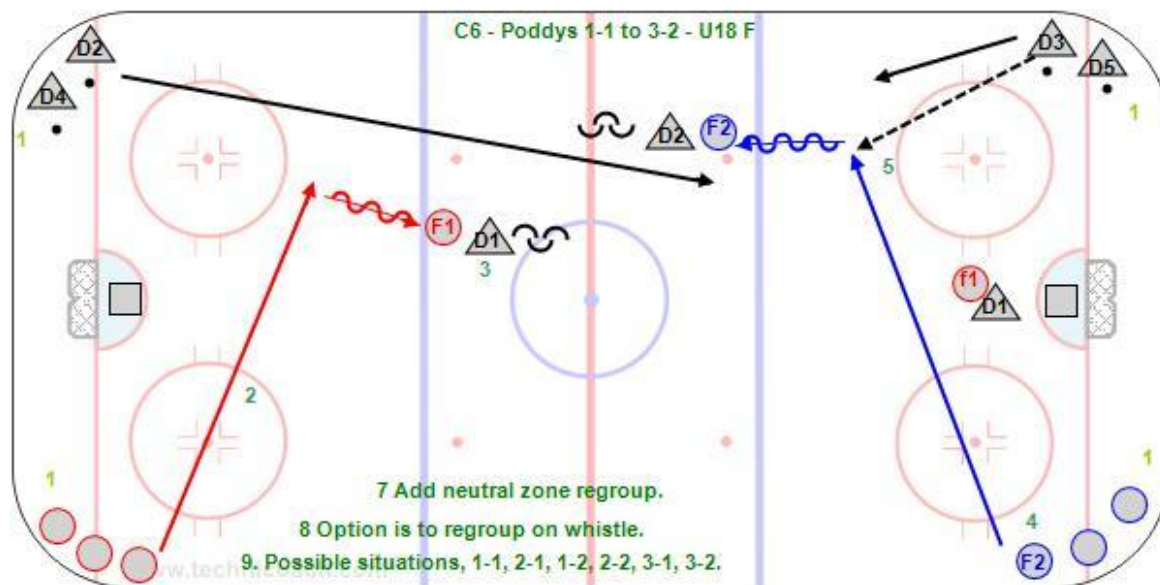 C6 - Poddys 1-1 to 3-2 - U18 F
D2
D3
D4
D5
1
1
D2
F2
5
F1
D1
3
f1
D1
2
1
1
4
F2
7 Add neutral zone regroup.
8 Option is to regroup on whistle.
9. Possible situations, 1-1, 2-1, 1-2, 2-2, 3-1, 3-2.